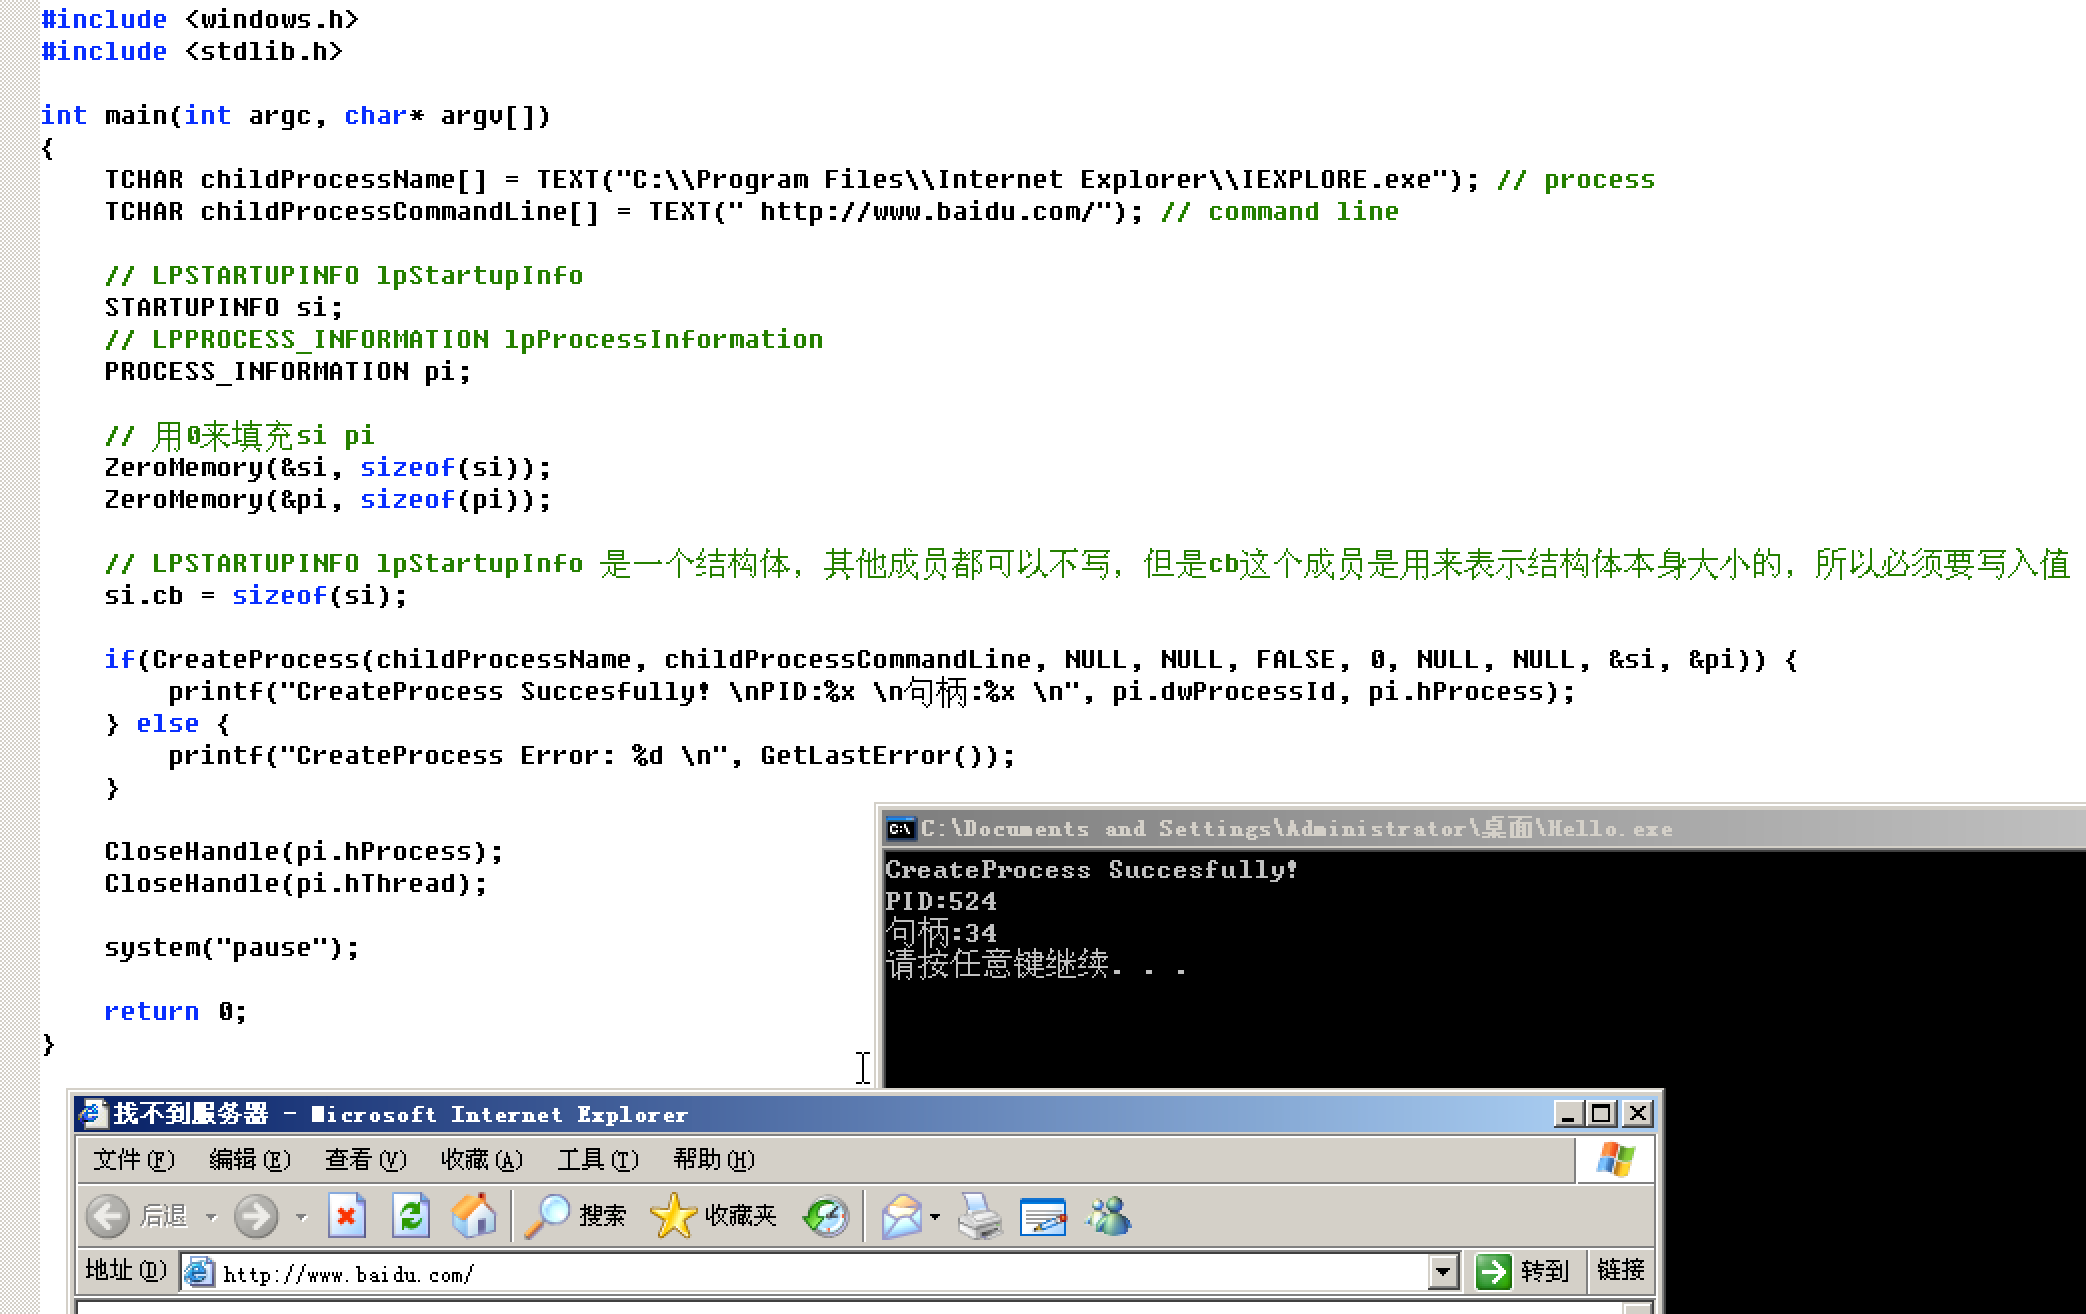 #include <windows.h>
#include <stdlib.h>
int main(int argc, char* argv[])
{
TCHAR childProcessName[] = TEXT("C:\\Program Files\\Internet Explorer\\IEXPLORE.exe"); // process
TCHAR childProcessCommandLine[] = TEXT(" http://www.baidu.com/"); // command line
// LPSTARTUPINFO lpStartupInfo
STARTUPINFO si;
// LPPROCESS_INFORMATION lpProcessInformation
PROCESS_INFORMATION pi;
// 用0来填充si pi
ZeroMemory(&si, sizeof(si));
ZeroMemory(&pi, sizeof(pi));
// LPSTARTUPINFO lpStartupInfo 是一个结构体，其他成员都可以不写，但是cb这个成员是用来表示结构体本身大小的，所以必须要写入值
si.cb = sizeof(si);
if(CreateProcess(childProcessName, childProcessCommandLine, NULL, NULL, FALSE, 0, NULL, NULL, &si, &pi)) {
printf("CreateProcess Succesfully! \nPID:%x \n句柄:%x \n", pi.dwProcessId, pi.hProcess);
} else {
printf("CreateProcess Error: %d \n", GetLastError());
}
CloseHandle(pi.hProcess);
CloseHandle(pi.hThread);
system("pause");
return 0;
}
C:\Documents and Settings\Administrator\桌面\Hello.exe
CreateProcess Succesfully!
PID:524
句柄:34
请按任意键继续. . .
找不到服务器 - Microsoft Internet Explorer
文件(F) 编辑(E) 查看(V) 收藏(A) 工具(T) 帮助(H)
后退 搜索 收藏夹
地址(D) http://www.baidu.com/ 转到 链接